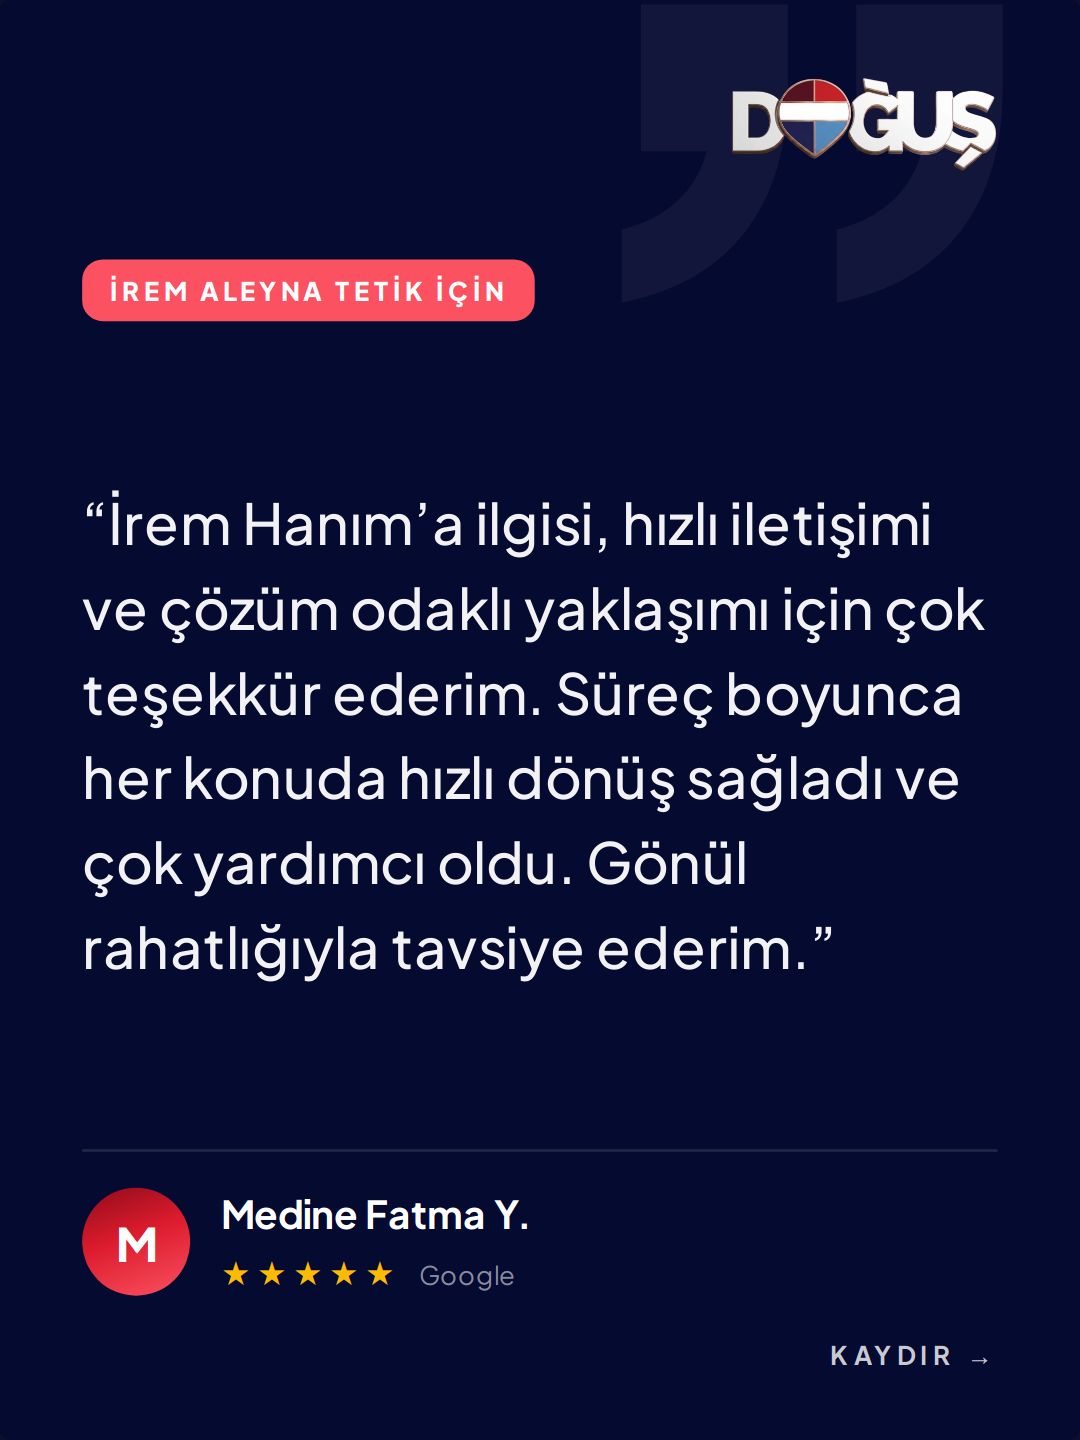 DOĞUŞ
İREM ALEYNA TETİK İÇİN
“İrem Hanım’a ilgisi, hızlı iletişimi
ve çözüm odaklı yaklaşımı için çok
teşekkür ederim. Süreç boyunca
her konuda hızlı dönüş sağladı ve
çok yardımcı oldu. Gönül
rahatlığıyla tavsiye ederim.”
M
Medine Fatma Y.
★★★★★ Google
KAYDIR →